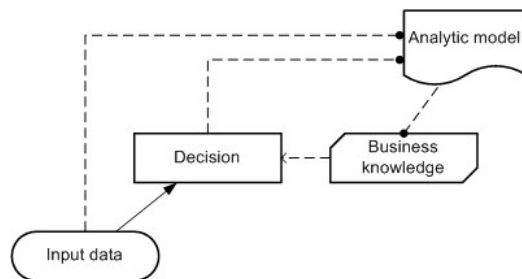 Analytic model
Decision
Business
knowledge
Input data